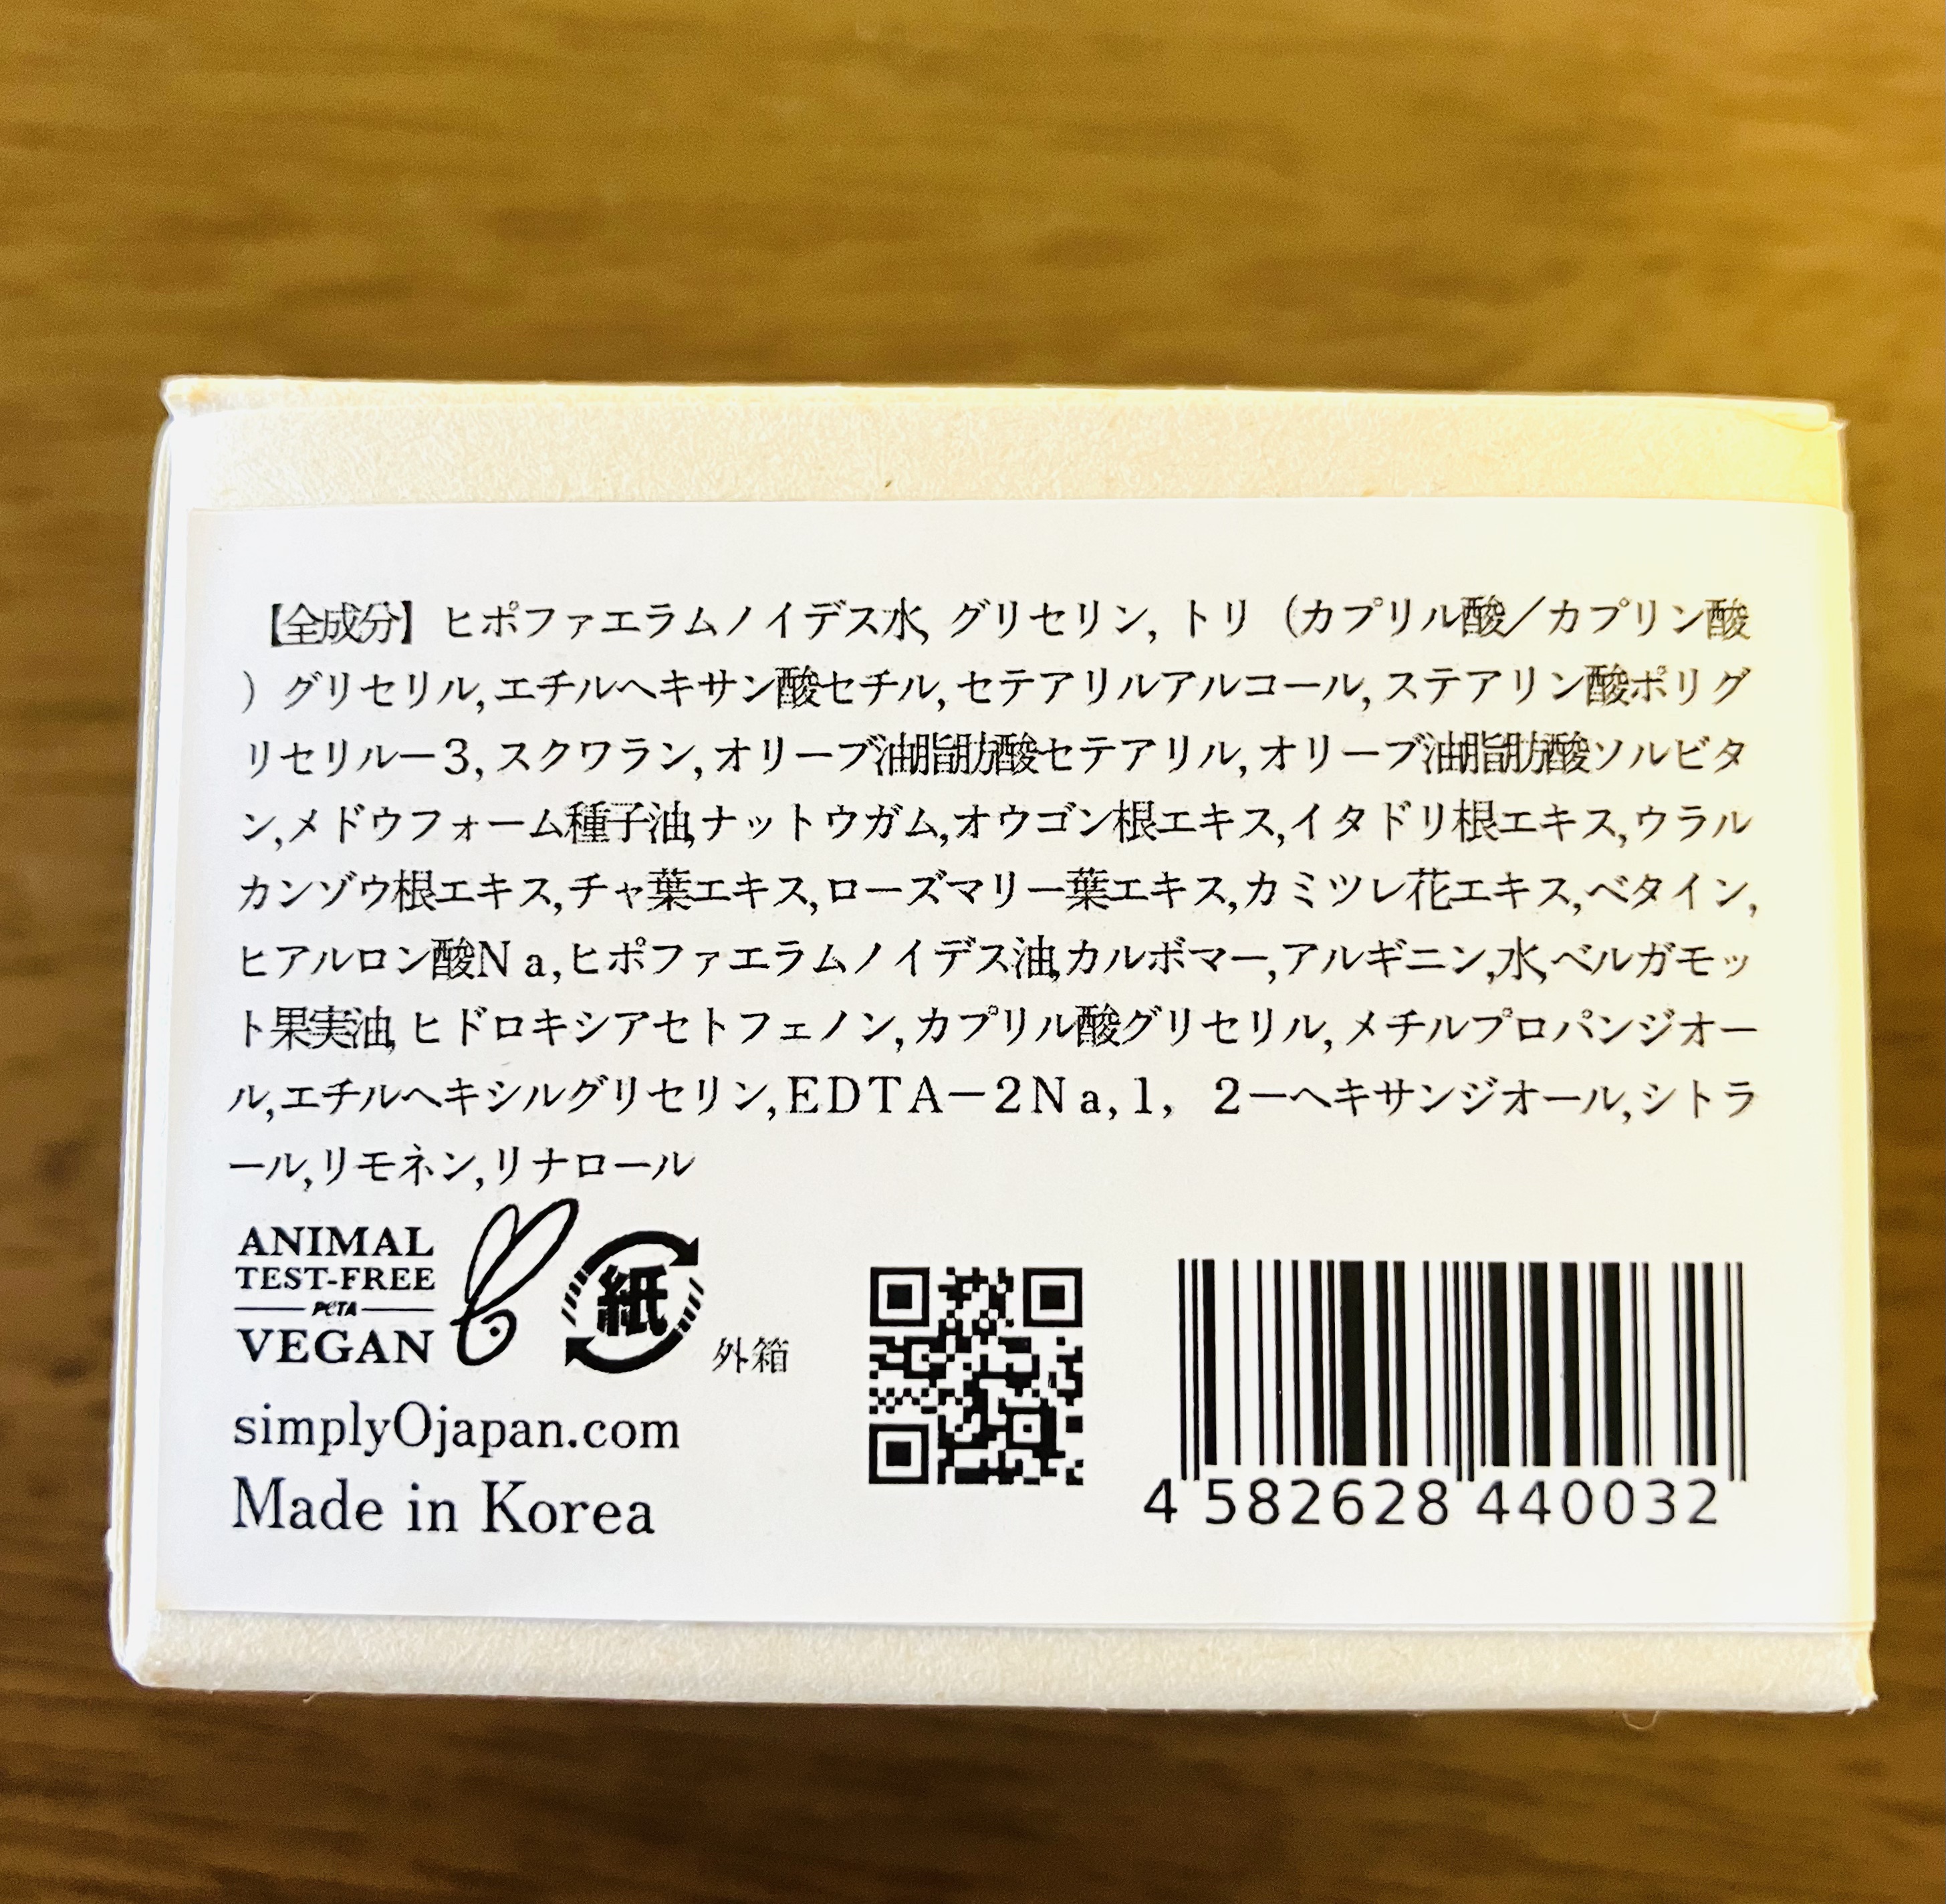 【全成分】ヒポファエラムノイデス水, グリセリン, トリ（カプリル酸／カプリン酸
）グリセリル, エチルヘキサン酸セチル, セテアリルアルコール, ステアリン酸ポリグ
リセリルー3, スクワラン, オリーブ油脂肪酸セテアリル, オリーブ油脂肪酸ソルビタ
ン,メドウフォーム種子油,ナットウガム,オウゴン根エキス,イタドリ根エキス,ウラル
カンゾウ根エキス,チャ葉エキス,ローズマリー葉エキス,カミツレ花エキス,ベタイン,
ヒアルロン酸Nａ,ヒポファエラムノイデス油,カルボマー,アルギニン,水,ベルガモッ
ト果実油, ヒドロキシアセトフェノン, カプリル酸グリセリル, メチルプロパンジオー
ル,エチルヘキシルグリセリン,EDTA－2Nａ,1，2ーヘキサンジオール,シトラ
ール,リモネン,リナロール
ANIMAL
TEST-FREE
PETA
VEGAN
紙
外箱
simplyOjapan.com
Made in Korea
4 582628 440032